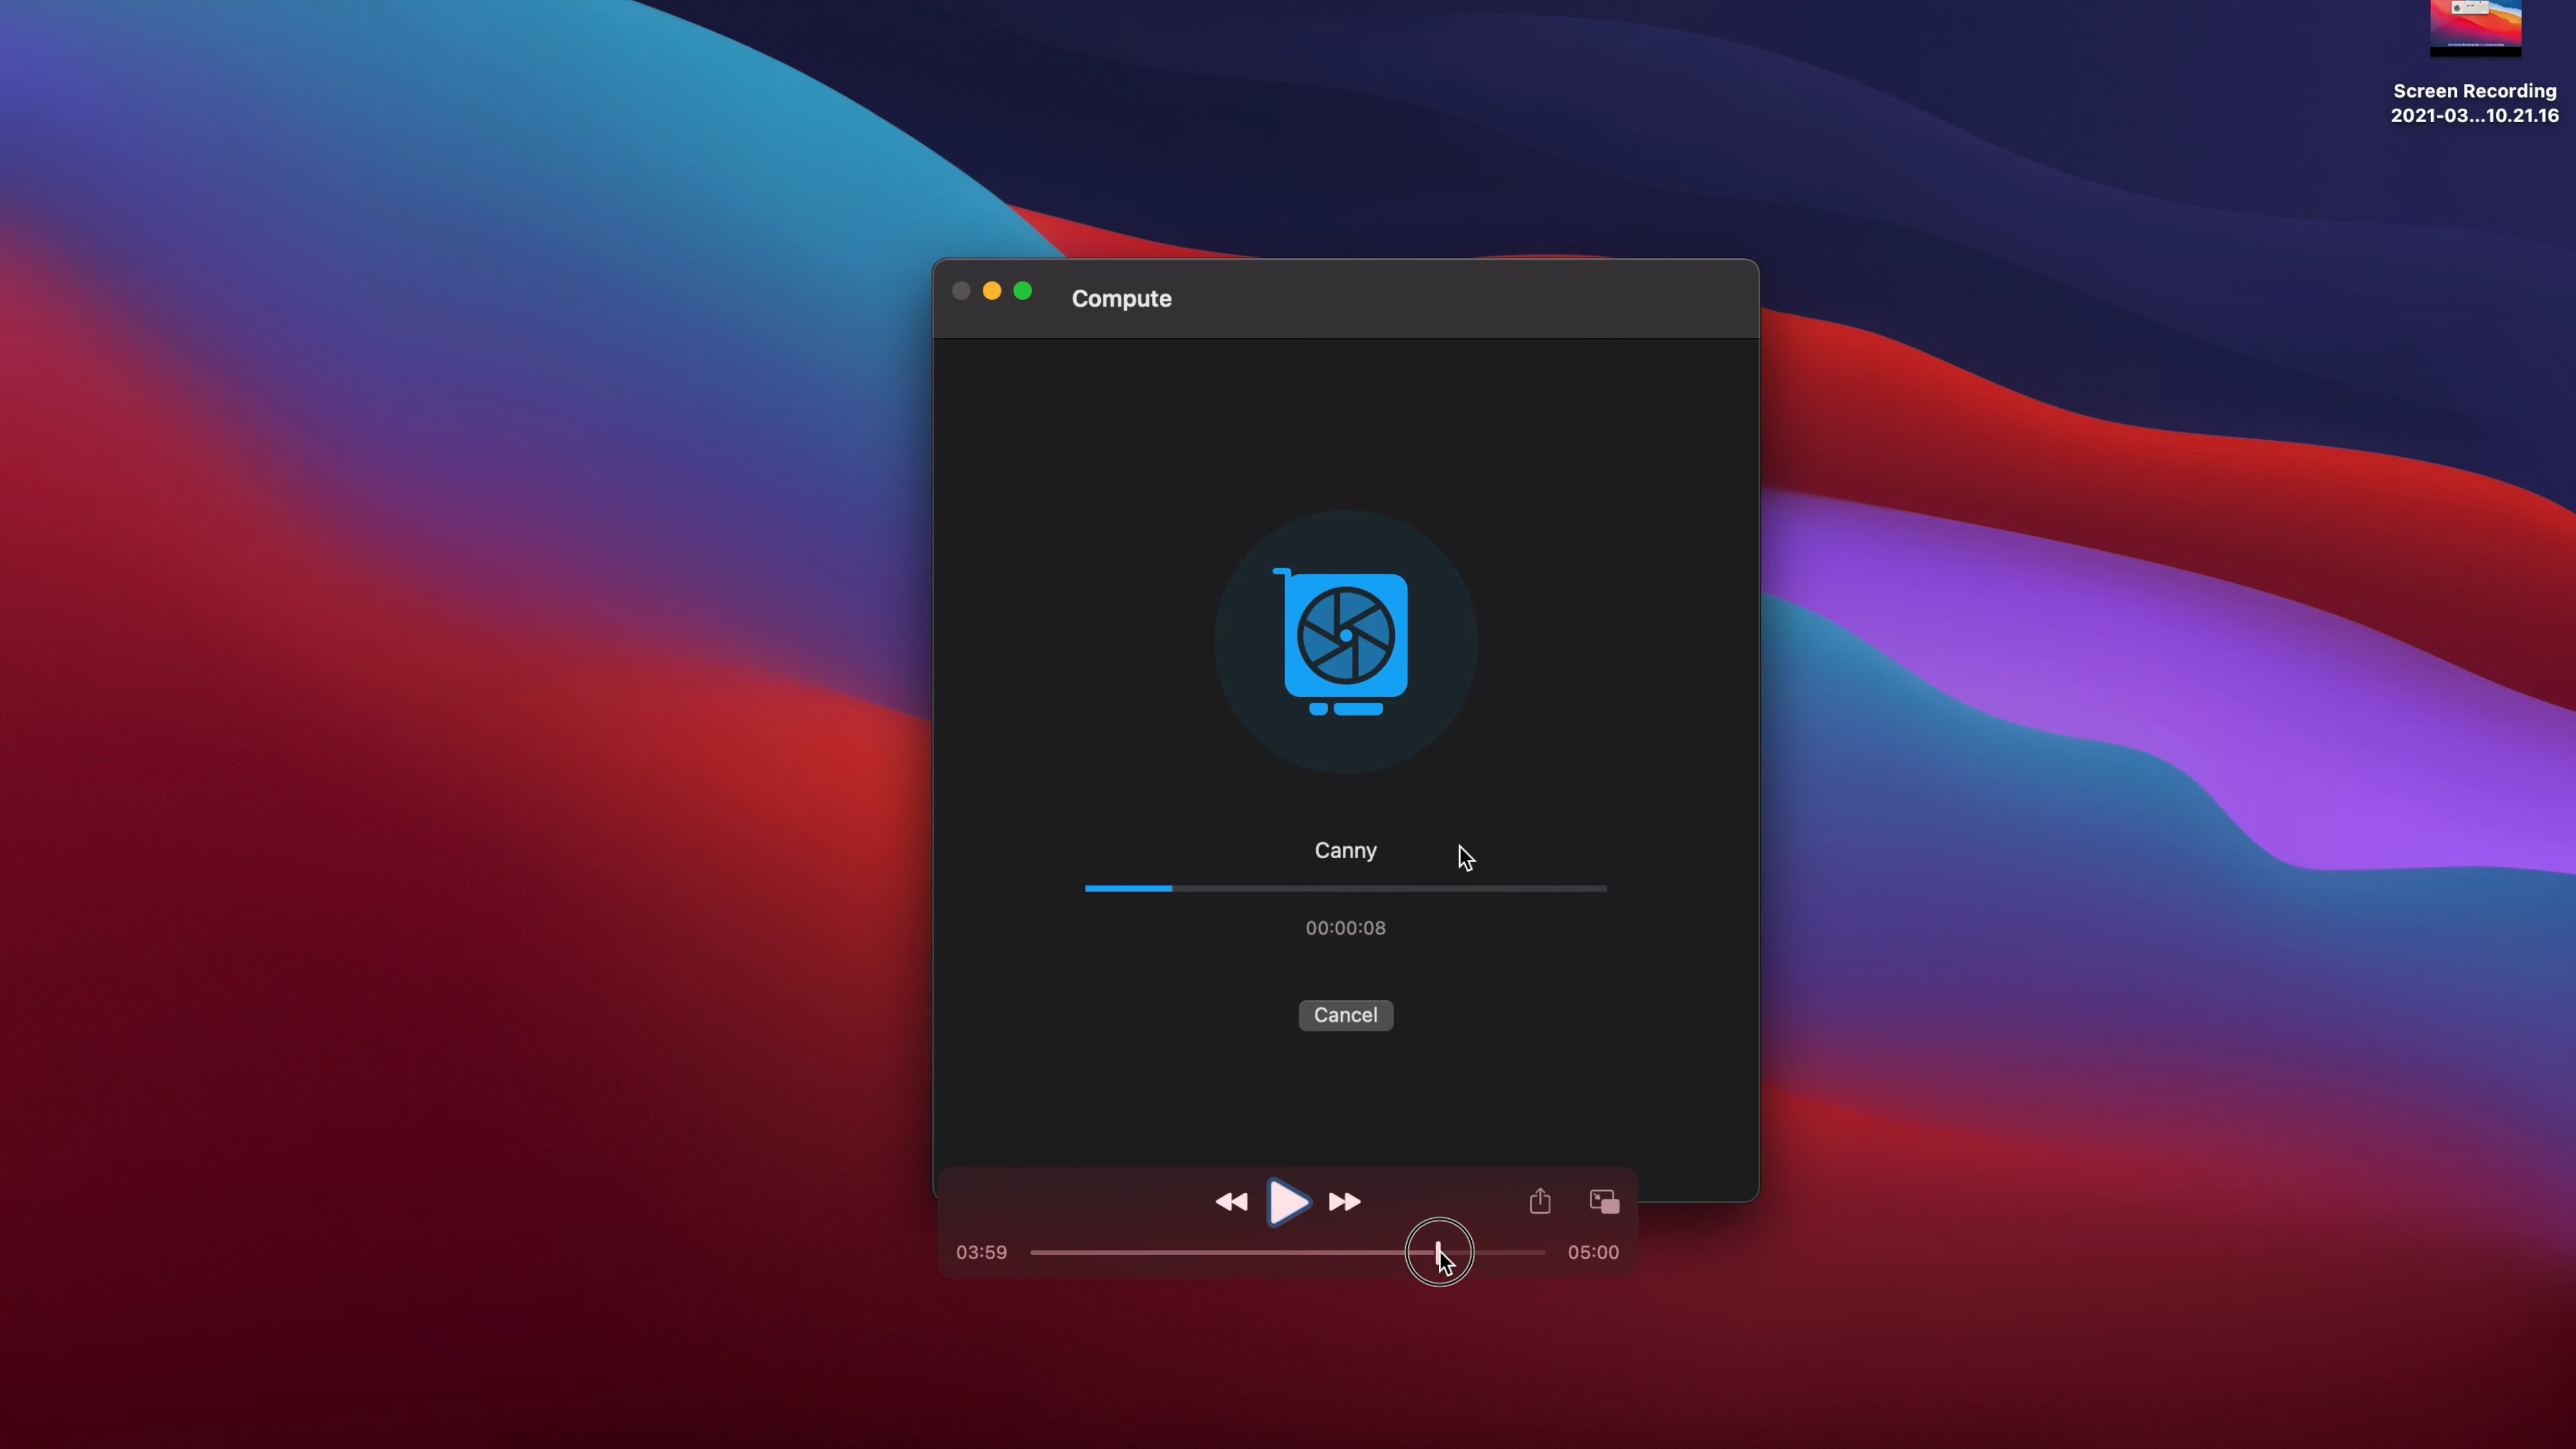 Screen Recording
2021-03...10.21.16
Compute
Canny
00:00:08
Cancel
03:59
05:00